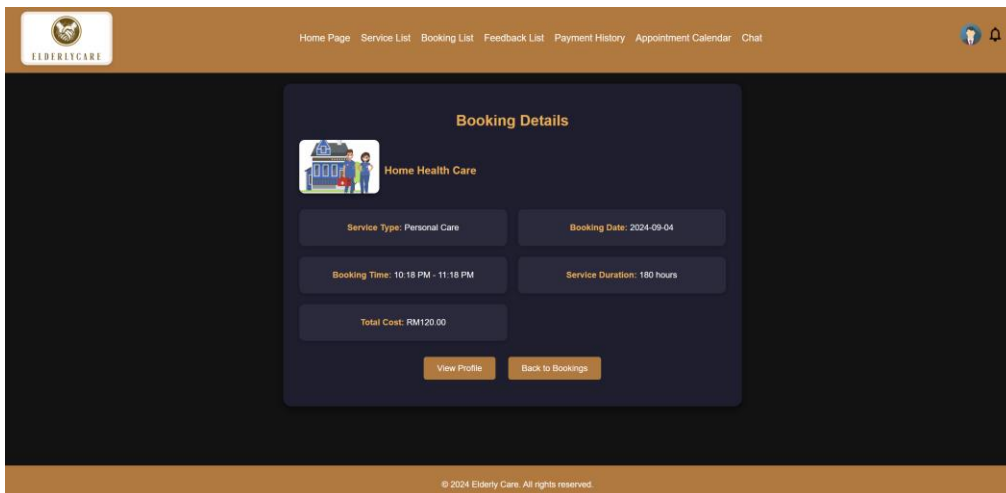 ELDERLYCARE
Home Page Service List Booking List Feedback List Payment History Appointment Calendar Chat
Booking Details
Home Health Care
Service Type: Personal Care
Booking Date: 2024-09-04
Booking Time: 10:18 PM - 11:18 PM
Service Duration: 180 hours
Total Cost: RM120.00
View Profile
Back to Bookings
© 2024 Elderly Care. All rights reserved.